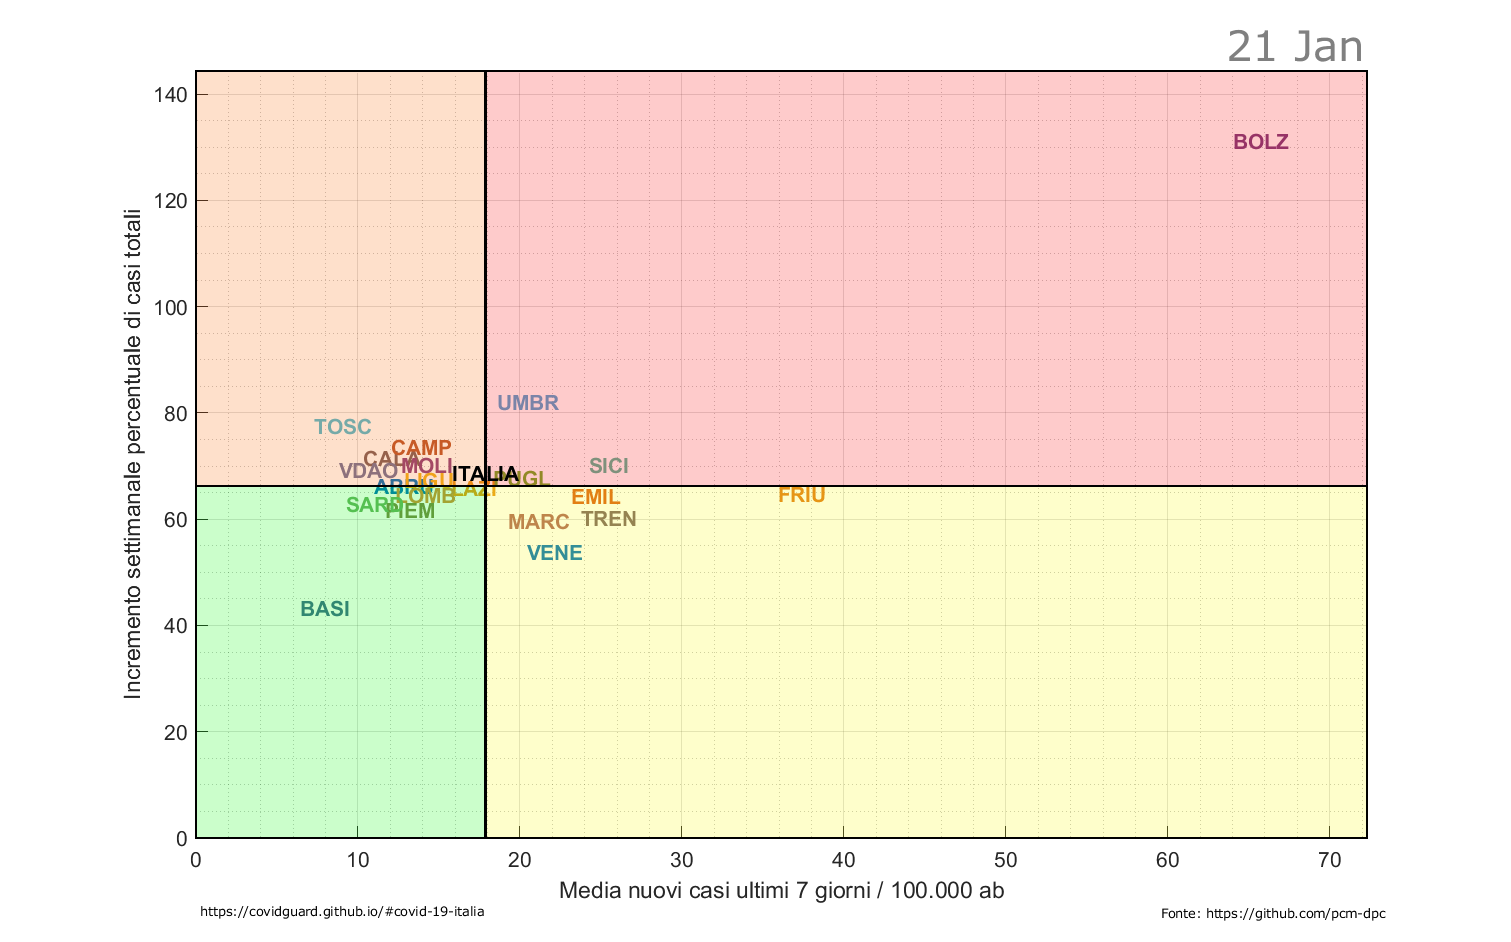 21 Jan
140
120
100
80
60
40
20
0
Incremento settimanale percentuale di casi totali
BOLZ
UMBR
TOSC
CAMP
CALA
MOLI
SICI
VDAO
ITALIA
PUGL
LIGU
ABRU
LAZI
LOMB
EMIL
FRIU
SARD
PIEM
MARC
TREN
VENE
BASI
0 10 20 30 40 50 60 70
Media nuovi casi ultimi 7 giorni / 100.000 ab
https://covidguard.github.io/#covid-19-italia
Fonte: https://github.com/pcm-dpc